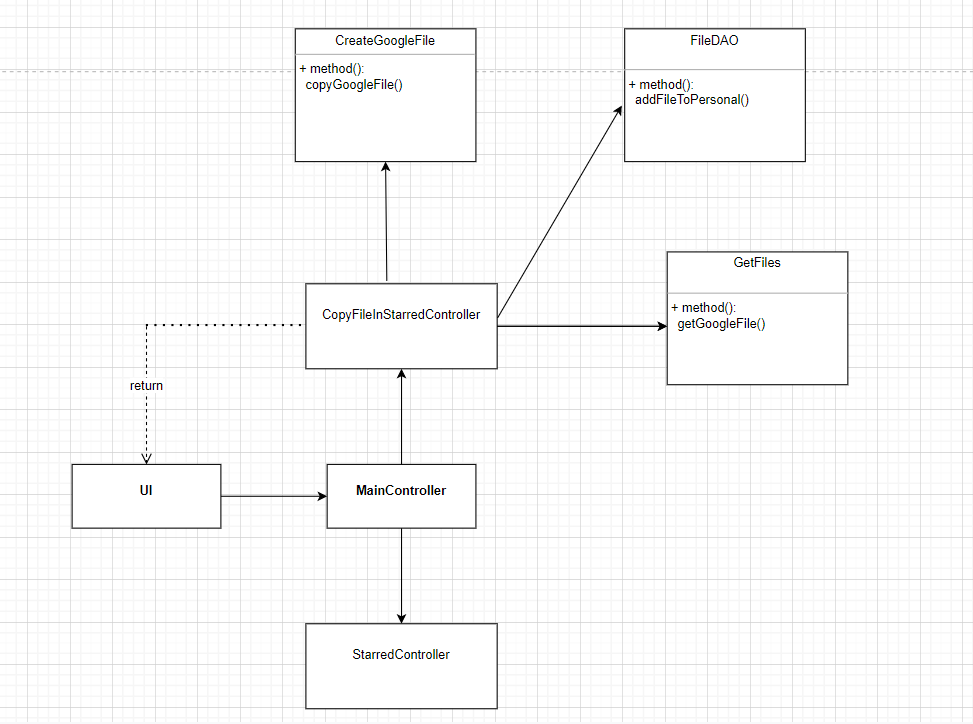 CreateGoogleFile
+ method():
copyGoogleFile()
FileDAO
+ method():
addFileToPersonal()
GetFiles
+ method():
getGoogleFile()
CopyFileInStarredController
return
UI
MainController
StarredController